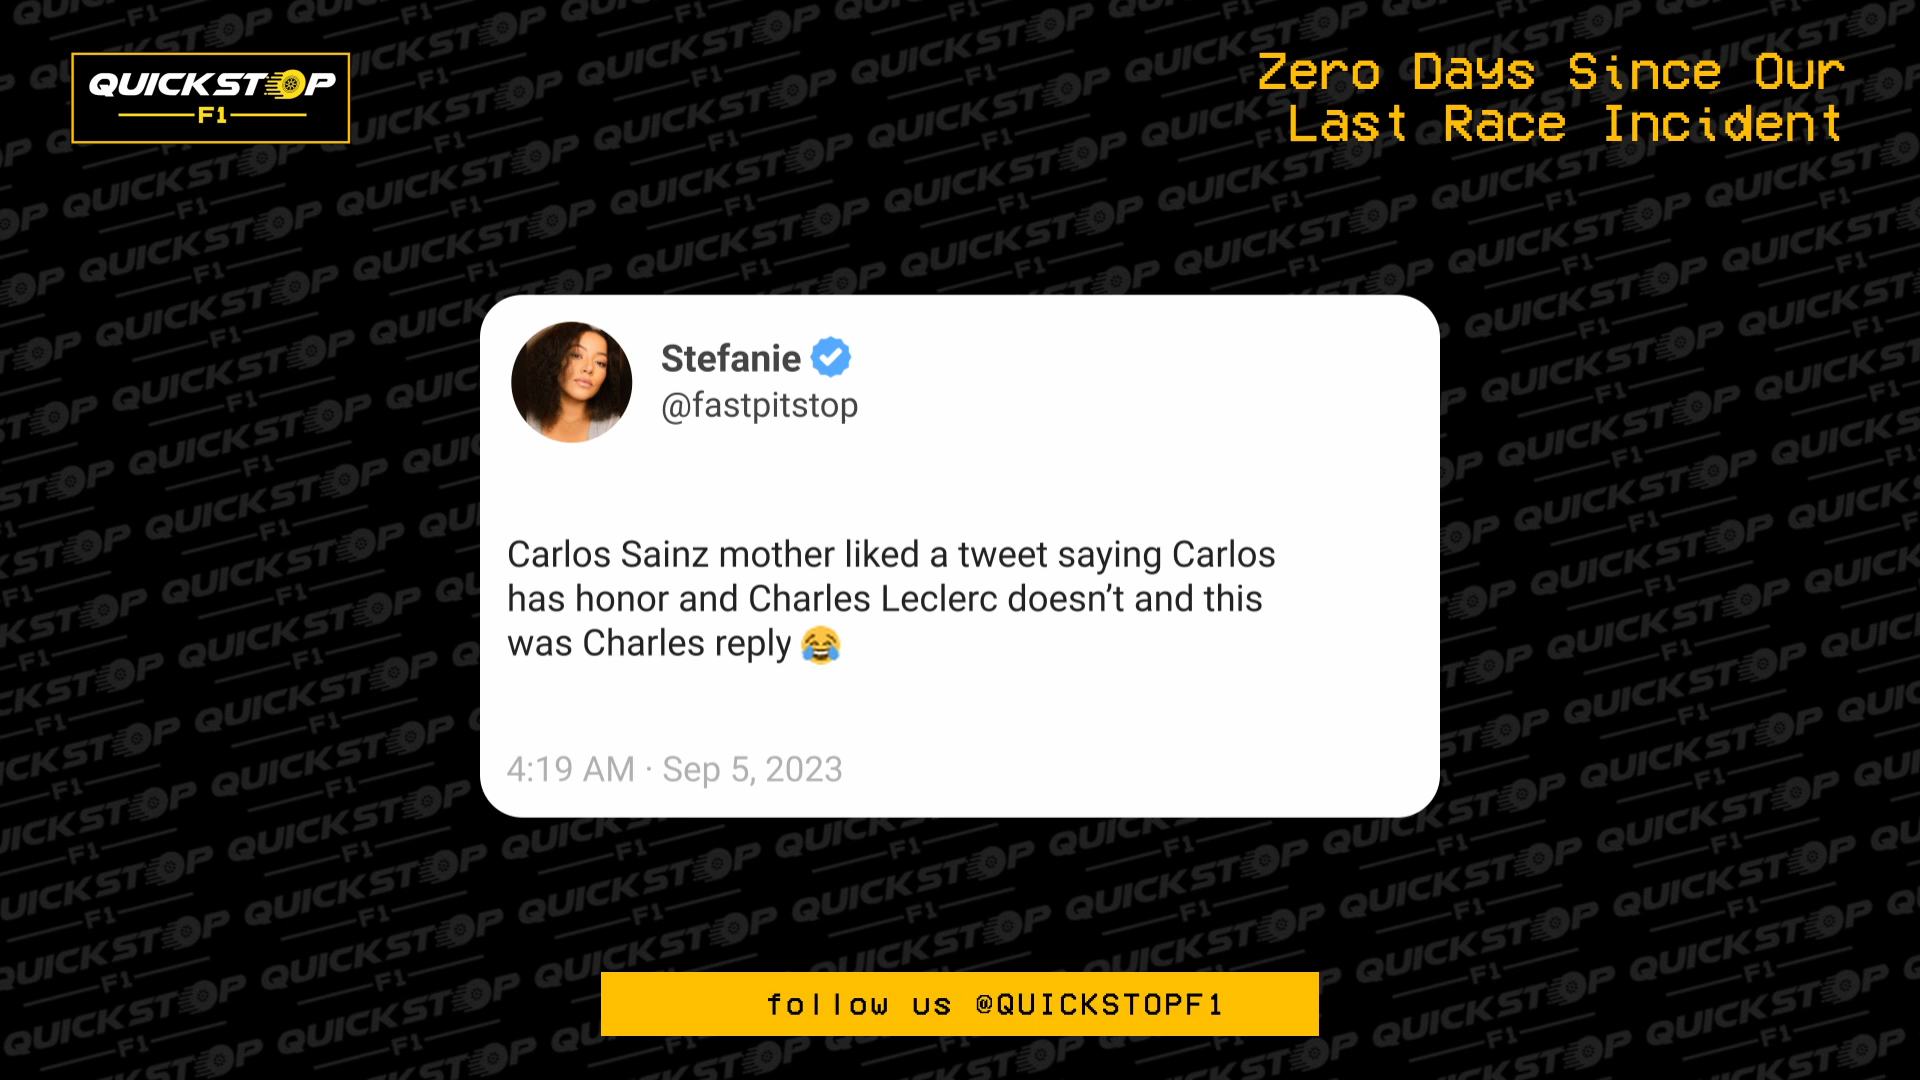 QUICKSTOP
F1
Zero Days Since Our
Last Race Incident
Stefanie
@fastpitstop
Carlos Sainz mother liked a tweet saying Carlos
has honor and Charles Leclerc doesn’t and this
was Charles reply 😂
4:19 AM · Sep 5, 2023
follow us @QUICKSTOPF1